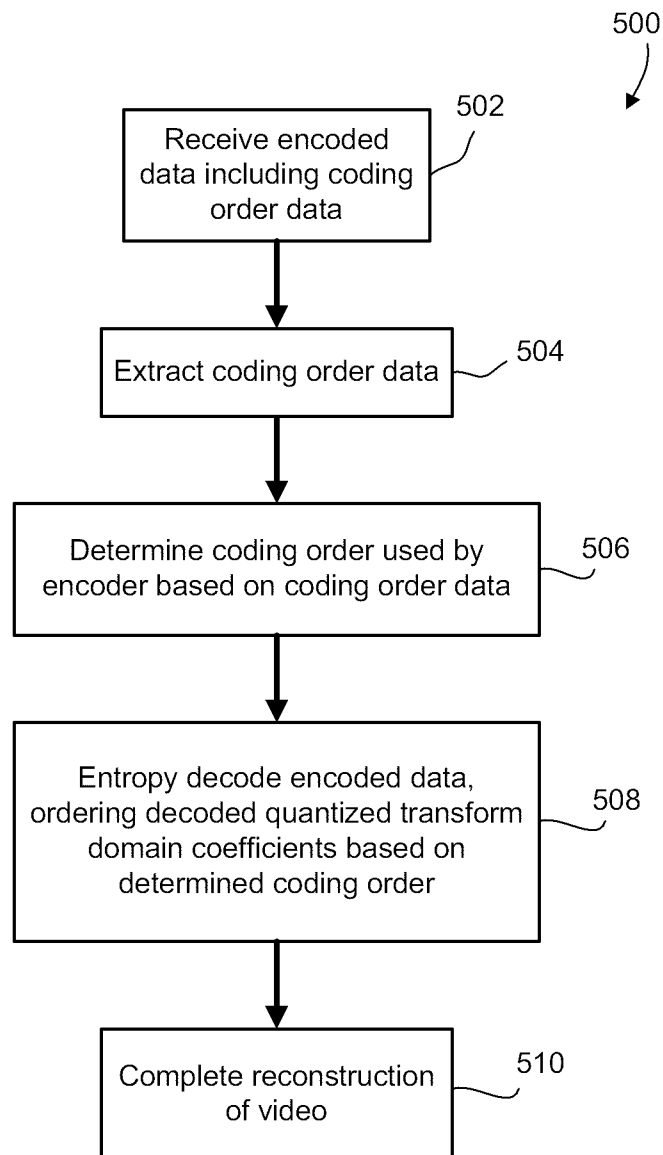 500
502
Receive encoded
data including coding
order data
504
Extract coding order data
506
Determine coding order used by
encoder based on coding order data
508
Entropy decode encoded data,
ordering decoded quantized transform
domain coefficients based on
determined coding order
510
Complete reconstruction
of video